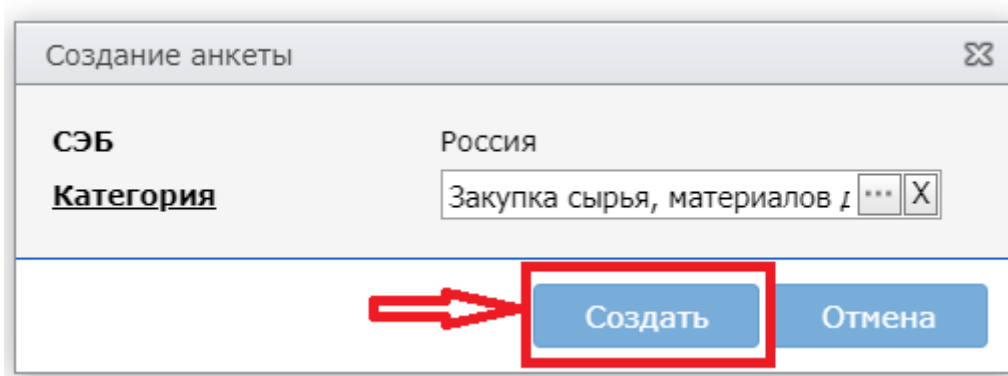 Создание анкеты
СЭБ Россия
Категория Закупка сырья, материалов ... X
Создать Отмена